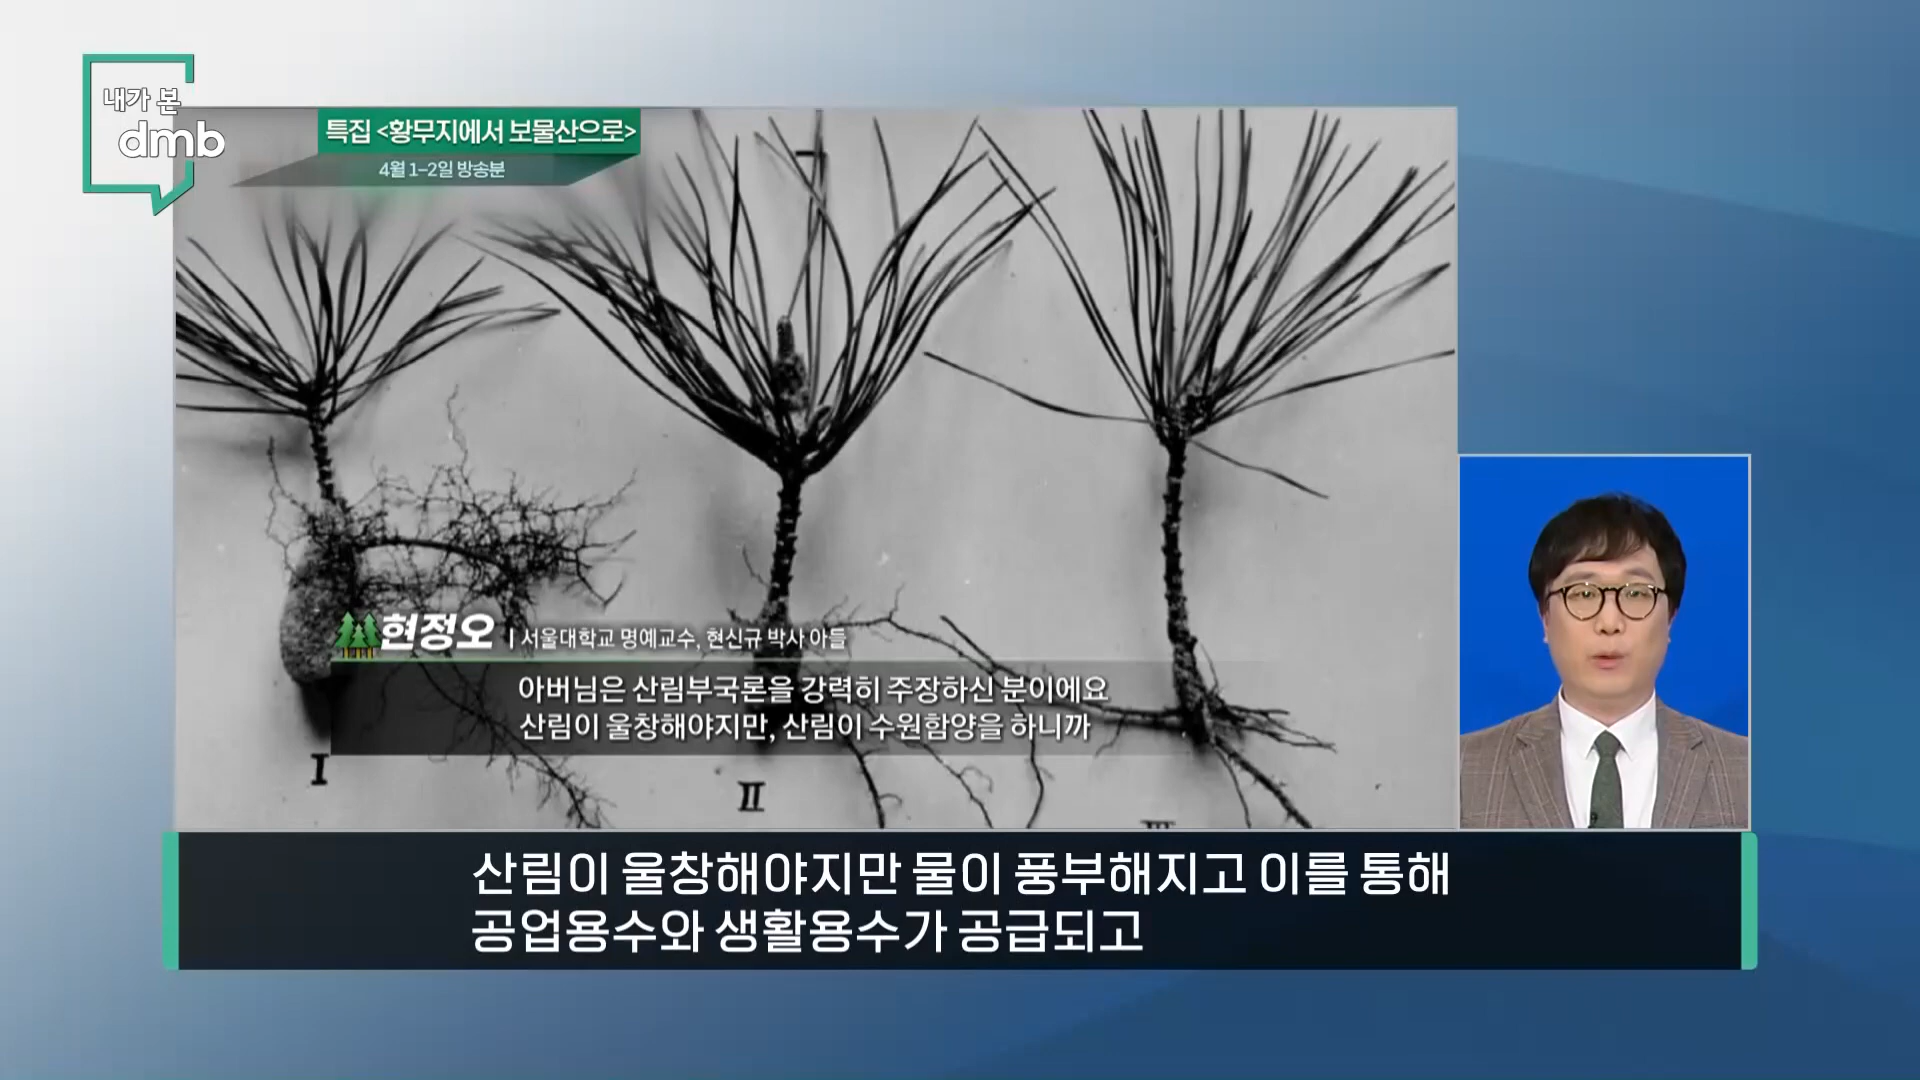 내가 본
dmb
특집 <황무지에서 보물산으로>
4월 1-2일 방송분
현정오 | 서울대학교 명예교수, 현신규 박사 아들
아버님은 산림부국론을 강력히 주장하신 분이에요
산림이 울창해야지만, 산림이 수원함양을 하니까
I
II
III
산림이 울창해야지만 물이 풍부해지고 이를 통해
공업용수와 생활용수가 공급되고